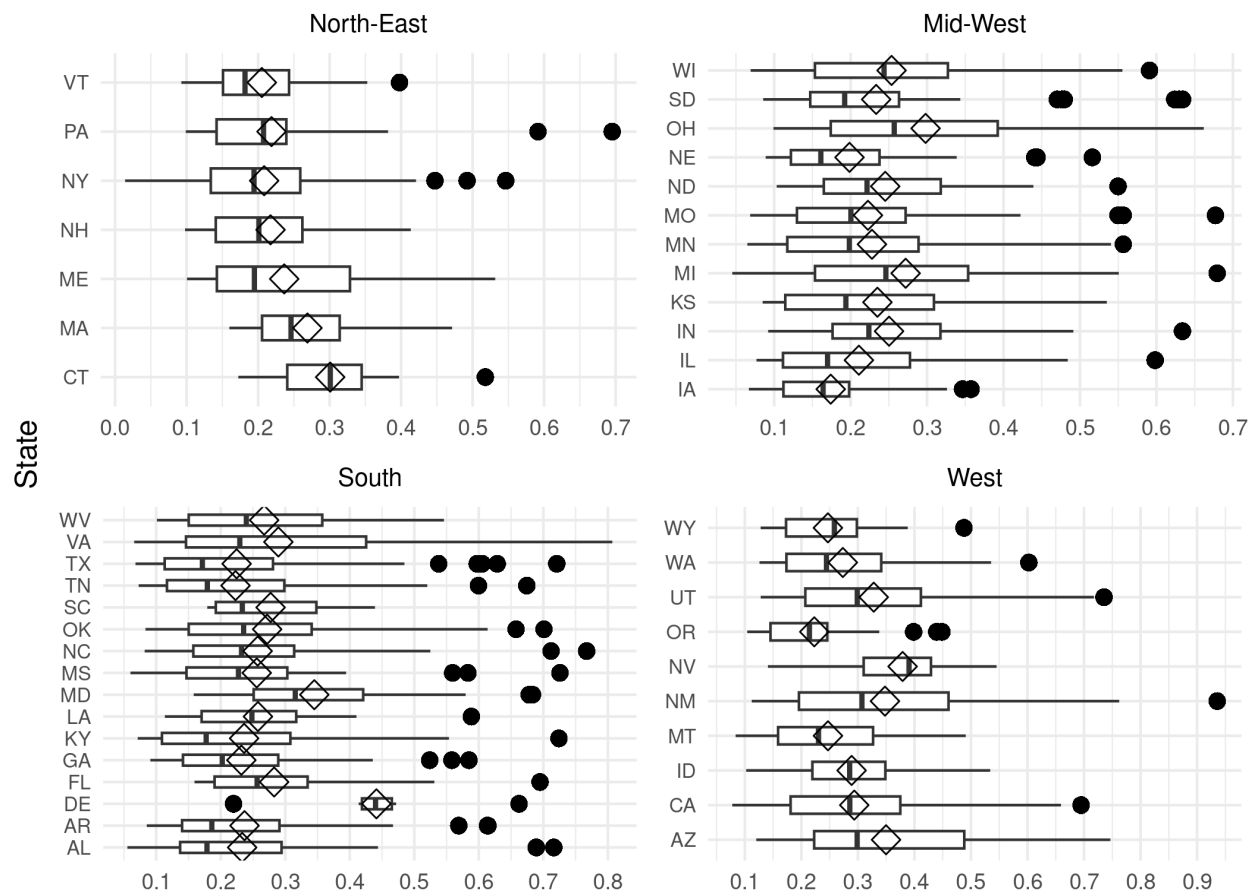 North-East
VT
PA
NY
NH
ME
MA
CT
0.0 0.1 0.2 0.3 0.4 0.5 0.6 0.7
Mid-West
WI
SD
OH
NE
ND
MO
MN
MI
KS
IN
IL
IA
0.1 0.2 0.3 0.4 0.5 0.6 0.7
State
South
WV
VA
TX
TN
SC
OK
NC
MS
MD
LA
KY
GA
FL
DE
AR
AL
0.1 0.2 0.3 0.4 0.5 0.6 0.7 0.8
West
WY
WA
UT
OR
NV
NM
MT
ID
CA
AZ
0.1 0.2 0.3 0.4 0.5 0.6 0.7 0.8 0.9